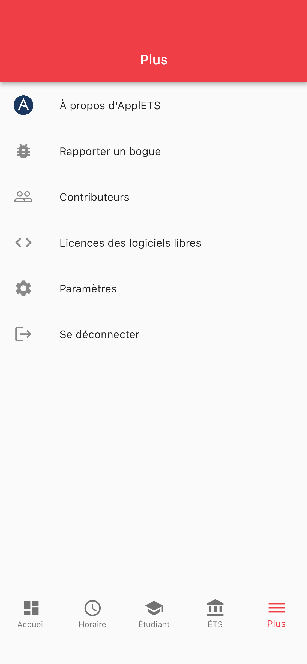 Plus
À propos d'ApplETS
Rapporter un bogue
Contributeurs
Licences des logiciels libres
Paramètres
Se déconnecter
Accueil
Horaire
Étudiant
ÉTS
Plus